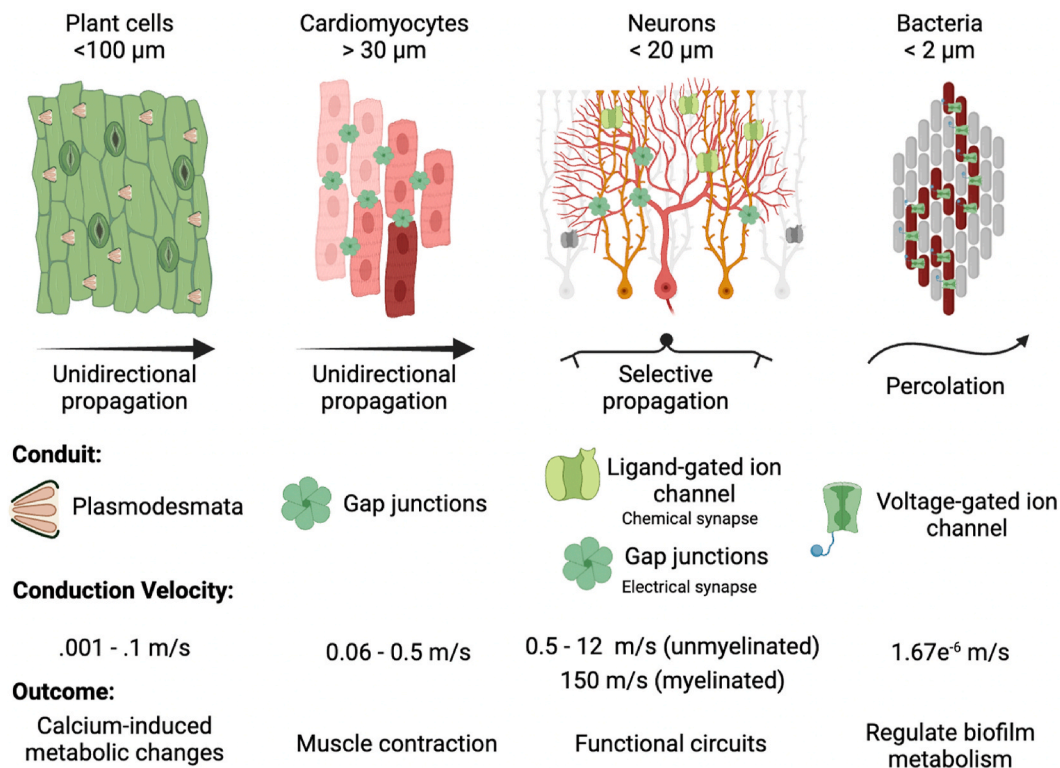 Plant cells
<100 µm
Cardiomyocytes
> 30 µm
Neurons
< 20 µm
Bacteria
< 2 µm
Unidirectional
propagation
Unidirectional
propagation
Selective
propagation
Percolation
Conduit:
Plasmodesmata
Gap junctions
Ligand-gated ion
channel
Chemical synapse
Gap junctions
Electrical synapse
Voltage-gated ion
channel
Conduction Velocity:
.001 - .1 m/s
0.06 - 0.5 m/s
0.5 - 12 m/s (unmyelinated)
150 m/s (myelinated)
1.67e⁻⁶ m/s
Outcome:
Calcium-induced
metabolic changes
Muscle contraction
Functional circuits
Regulate biofilm
metabolism